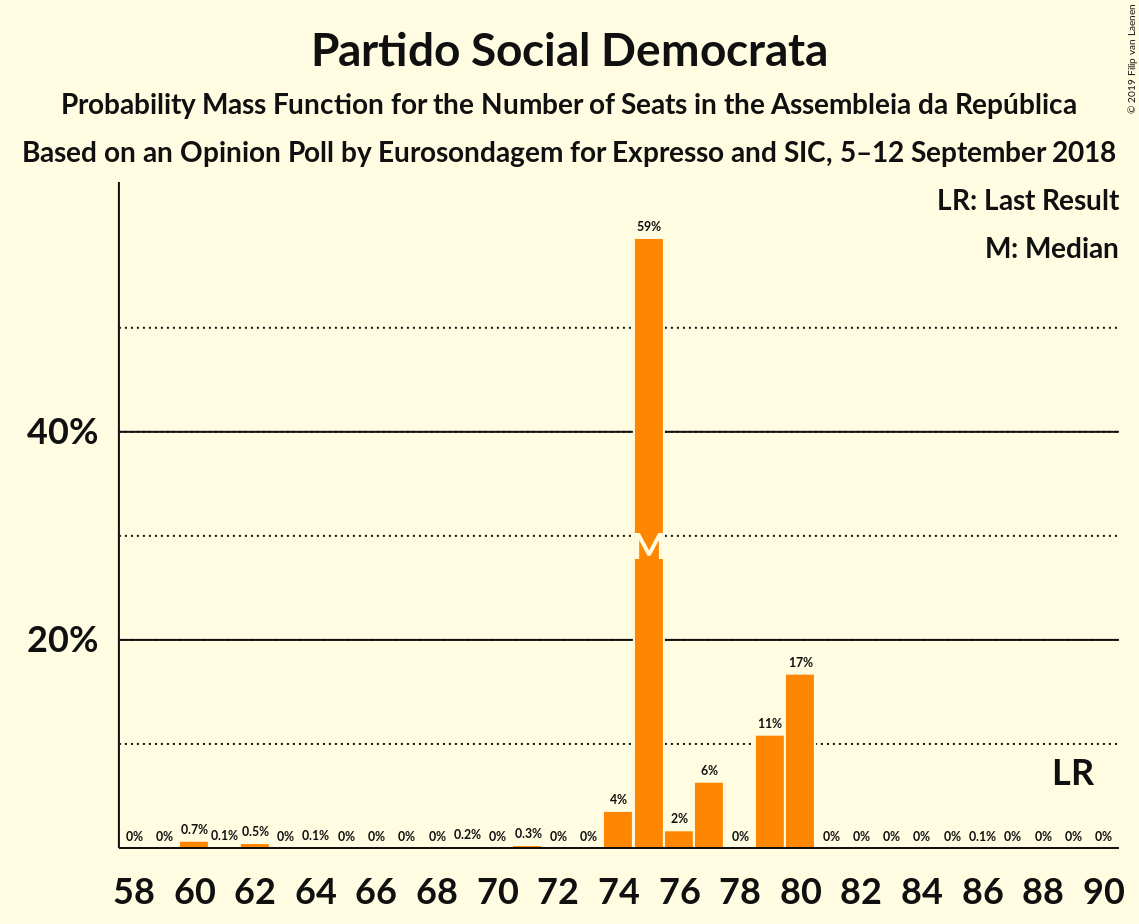 Partido Social Democrata
Probability Mass Function for the Number of Seats in the Assembleia da República
Based on an Opinion Poll by Eurosondagem for Expresso and SIC, 5–12 September 2018
© 2019 Filip van Laenen
LR: Last Result
M: Median
59%
40%
M
20%
17%
11%
LR
6%
4%
2%
0% 0% 0.7% 0.1% 0.5% 0% 0.1% 0% 0% 0% 0% 0.2% 0% 0.3% 0% 0% 0% 0% 0% 0% 0% 0% 0.1% 0% 0% 0% 0%
58 60 62 64 66 68 70 72 74 76 78 80 82 84 86 88 90